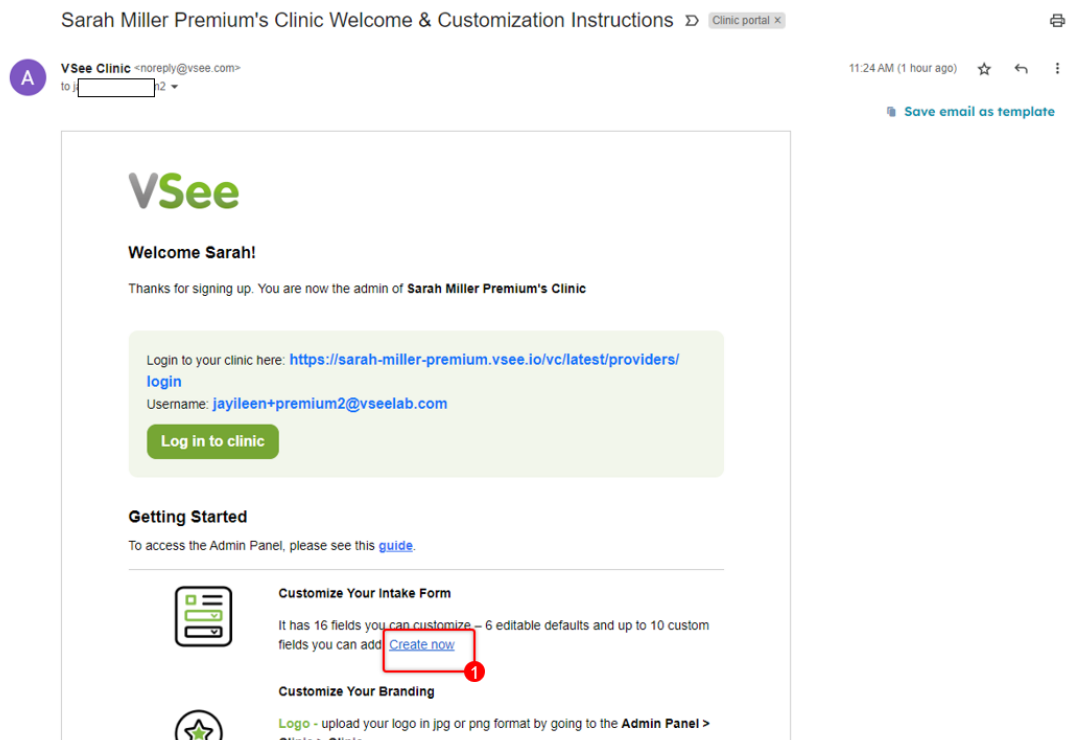 Sarah Miller Premium's Clinic Welcome & Customization Instructions Clinic portal ×
A
VSee Clinic <noreply@vsee.com> 11:24 AM (1 hour ago)
to j n2
Save email as template
VSee
Welcome Sarah!
Thanks for signing up. You are now the admin of Sarah Miller Premium's Clinic
Login to your clinic here: https://sarah-miller-premium.vsee.io/vc/latest/providers/
login
Username: jayileen+premium2@vseelab.com
Log in to clinic
Getting Started
To access the Admin Panel, please see this guide.
Customize Your Intake Form
It has 16 fields you can customize – 6 editable defaults and up to 10 custom
fields you can add Create now
1
Customize Your Branding
Logo - upload your logo in jpg or png format by going to the Admin Panel >